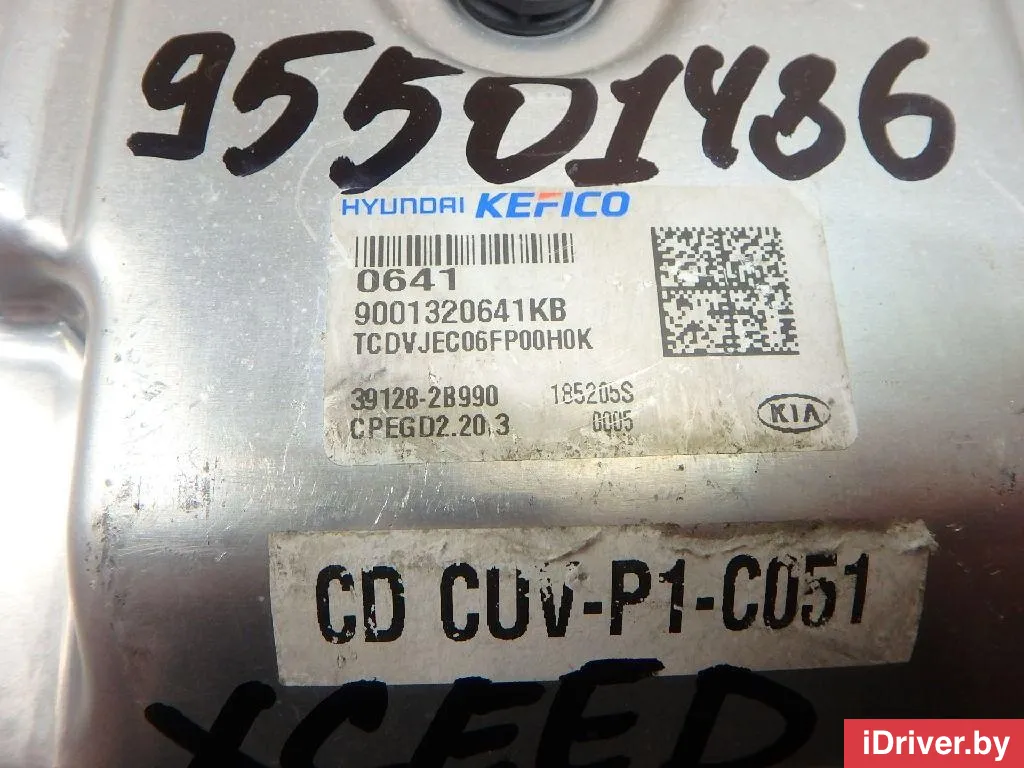 95501486
HYUNDAI KEFICO
0641
9001320641KB
TCDVJEC06FP00H0K
39128-2B990 185205S
CPEGD2.20.3 0005
KIA
CD CUV-P1-C051
XCEED
iDriver.by